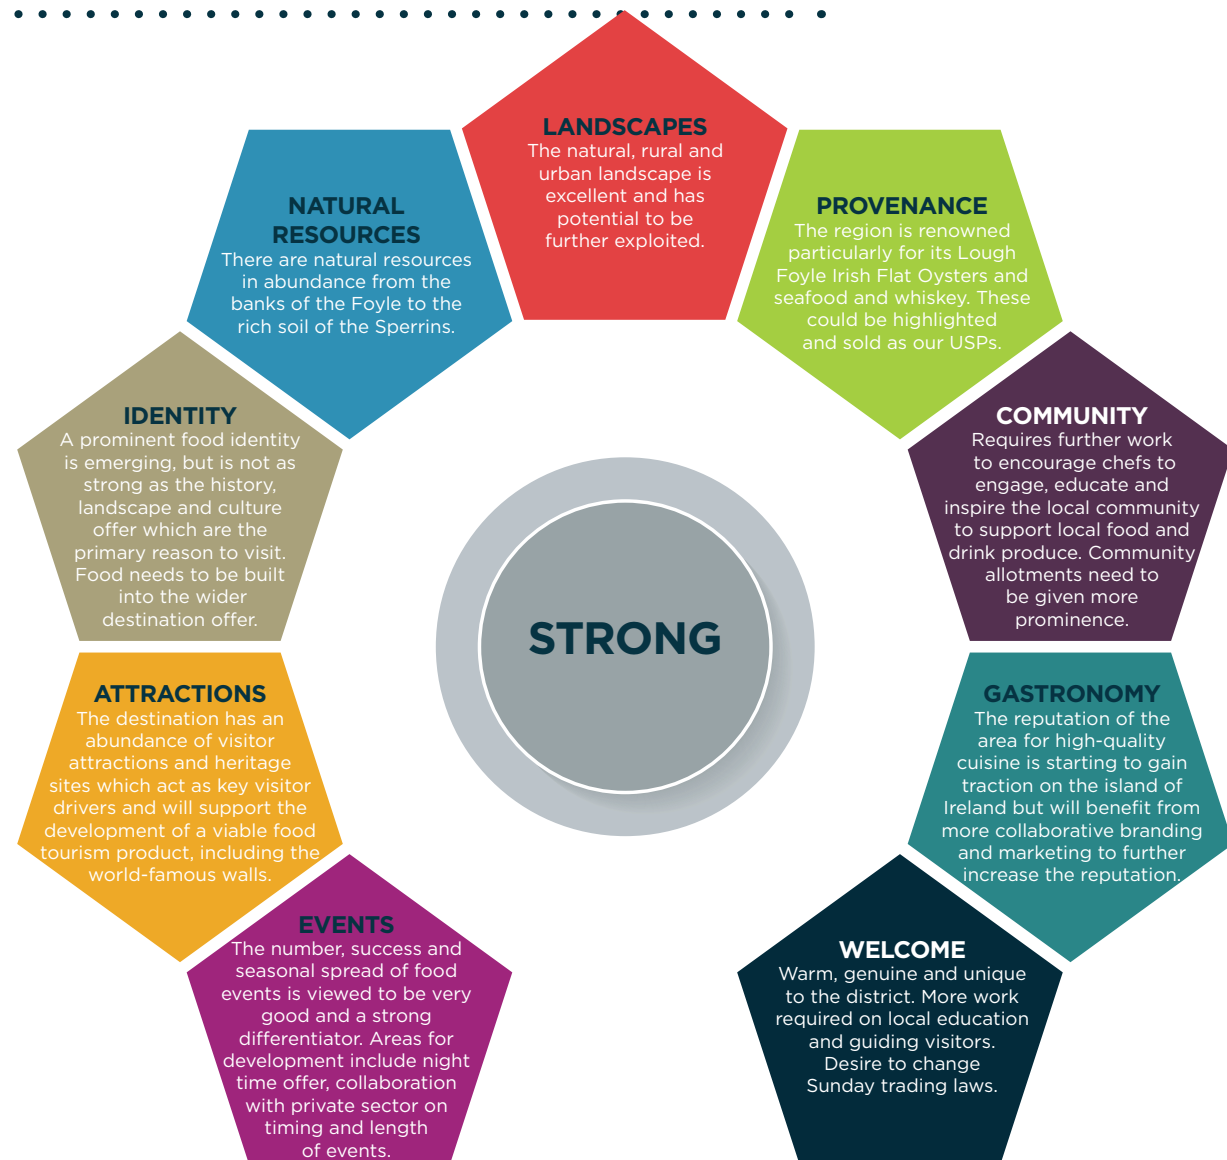 LANDSCAPES
The natural, rural and
urban landscape is
excellent and has
potential to be
further exploited.
NATURAL
RESOURCES
There are natural resources
in abundance from the
banks of the Foyle to the
rich soil of the Sperrins.
PROVENANCE
The region is renowned
particularly for its Lough
Foyle Irish Flat Oysters and
seafood and whiskey. These
could be highlighted
and sold as our USPs.
IDENTITY
A prominent food identity
is emerging, but is not as
strong as the history,
landscape and culture
offer which are the
primary reason to visit.
Food needs to be built
into the wider
destination offer.
COMMUNITY
Requires further work
to encourage chefs to
engage, educate and
inspire the local community
to support local food and
drink produce. Community
allotments need to
be given more
prominence.
STRONG
ATTRACTIONS
The destination has an
abundance of visitor
attractions and heritage
sites which act as key visitor
drivers and will support the
development of a viable food
tourism product, including the
world-famous walls.
GASTRONOMY
The reputation of the
area for high-quality
cuisine is starting to gain
traction on the island of
Ireland but will benefit from
more collaborative branding
and marketing to further
increase the reputation.
EVENTS
The number, success and
seasonal spread of food
events is viewed to be very
good and a strong
differentiator. Areas for
development include night
time offer, collaboration
with private sector on
timing and length
of events.
WELCOME
Warm, genuine and unique
to the district. More work
required on local education
and guiding visitors.
Desire to change
Sunday trading laws.